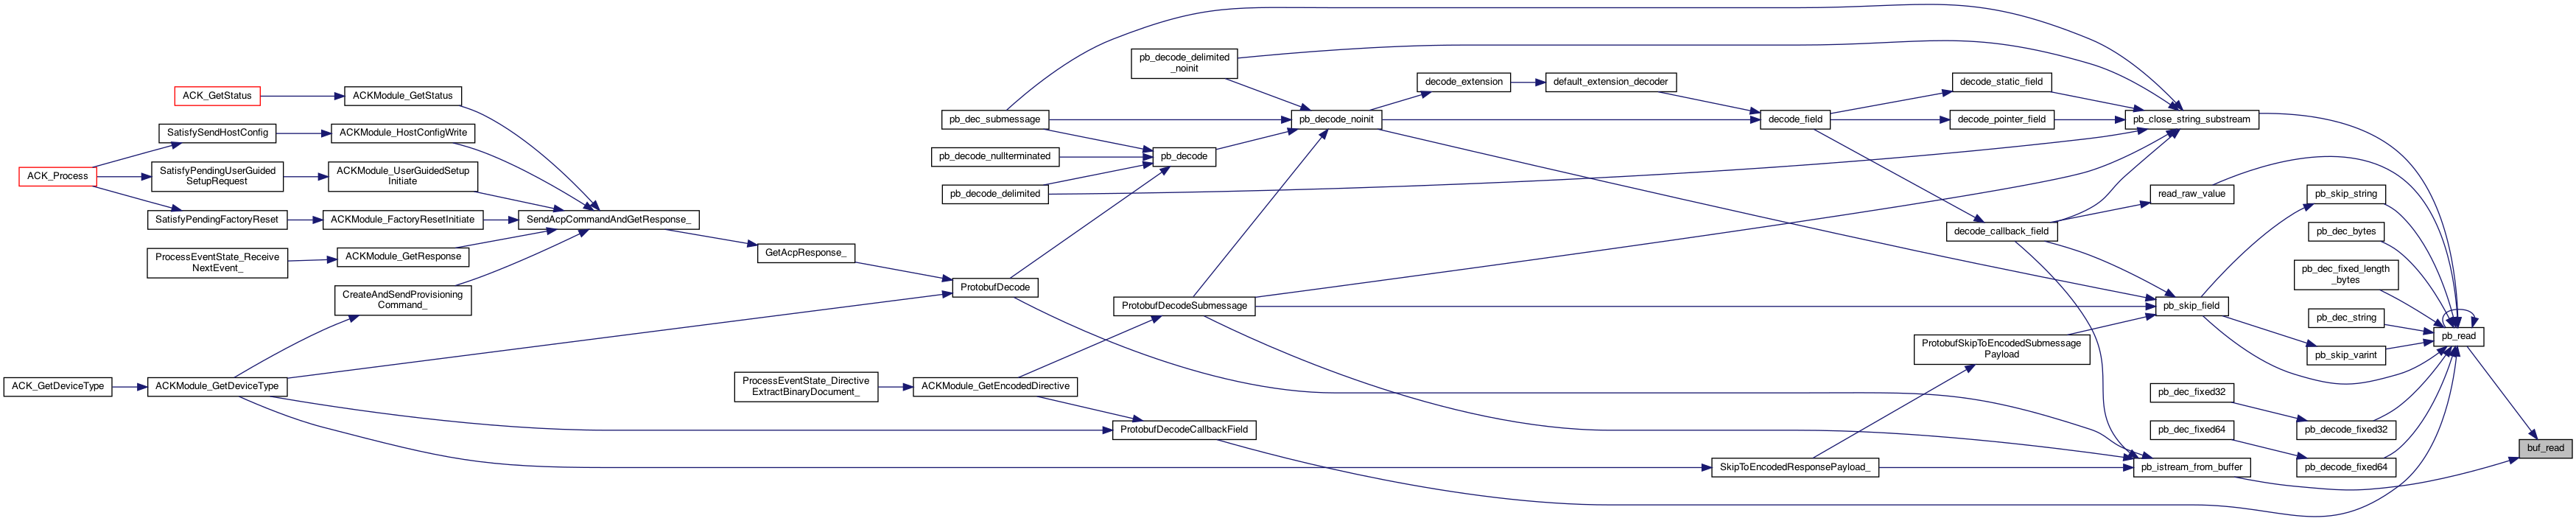 ACK_GetStatus
ACKModule_GetStatus
SatisfySendHostConfig
ACKModule_HostConfigWrite
ACK_Process
SatisfyPendingUserGuided
SetupRequest
ACKModule_UserGuidedSetup
Initiate
SatisfyPendingFactoryReset
ACKModule_FactoryResetInitiate
SendAcpCommandAndGetResponse_
ProcessEventState_Receive
NextEvent_
ACKModule_GetResponse
CreateAndSendProvisioning
Command_
ACK_GetDeviceType
ACKModule_GetDeviceType
GetAcpResponse_
ProcessEventState_Directive
ExtractBinaryDocument_
ACKModule_GetEncodedDirective
ProtobufDecode
pb_dec_submessage
pb_decode_nullterminated
pb_decode_delimited
pb_decode_delimited
_noinit
pb_decode
ProtobufDecodeSubmessage
ProtobufDecodeCallbackField
pb_decode_noinit
decode_extension
default_extension_decoder
decode_field
SkipToEncodedResponsePayload_
decode_static_field
decode_pointer_field
decode_callback_field
ProtobufSkipToEncodedSubmessage
Payload
pb_close_string_substream
read_raw_value
pb_skip_field
pb_dec_fixed32
pb_dec_fixed64
pb_istream_from_buffer
pb_skip_string
pb_dec_bytes
pb_dec_fixed_length
_bytes
pb_dec_string
pb_skip_varint
pb_decode_fixed32
pb_decode_fixed64
pb_read
buf_read